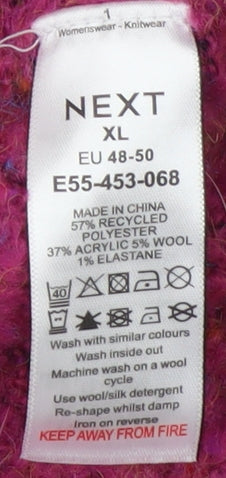 1
Womenswear - Knitwear
NEXT
XL
EU 48-50
E55-453-068
MADE IN CHINA
57% RECYCLED
POLYESTER
37% ACRYLIC 5% WOOL
1% ELASTANE
40
Wash with similar colours
Wash inside out
Machine wash on a wool
cycle
Use wool/silk detergent
Re-shape whilst damp
Iron on reverse
KEEP AWAY FROM FIRE